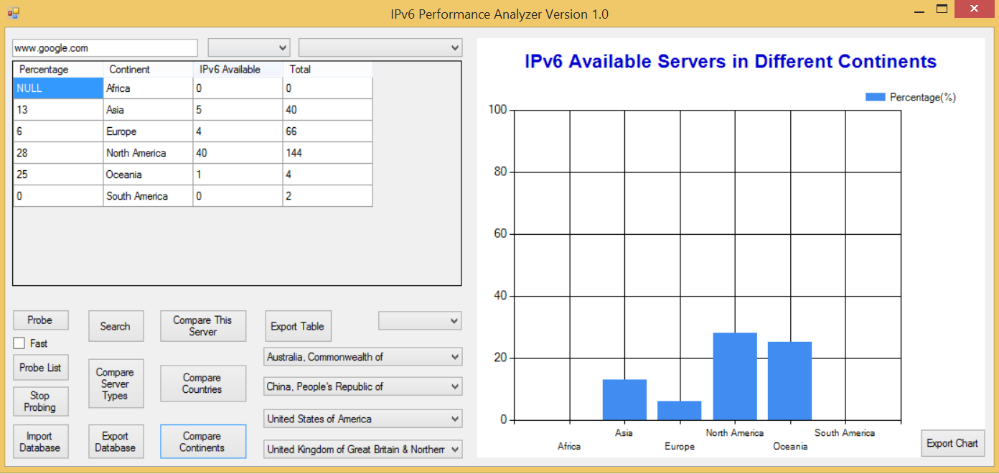 IPv6 Performance Analyzer Version 1.0
www.google.com
Percentage Continent IPv6 Available Total
NULL Africa 0 0
13 Asia 5 40
6 Europe 4 66
28 North America 40 144
25 Oceania 1 4
0 South America 0 2
Probe
Fast
Probe List
Stop
Probing
Import
Database
Search
Compare
Server
Types
Export
Database
Compare This
Server
Compare
Countries
Compare
Continents
Export Table
Australia, Commonwealth of
China, People's Republic of
United States of America
United Kingdom of Great Britain & Northern
IPv6 Available Servers in Different Continents
Percentage(%)
100
80
60
40
20
0
Africa
Asia
Europe
North America
Oceania
South America
Export Chart